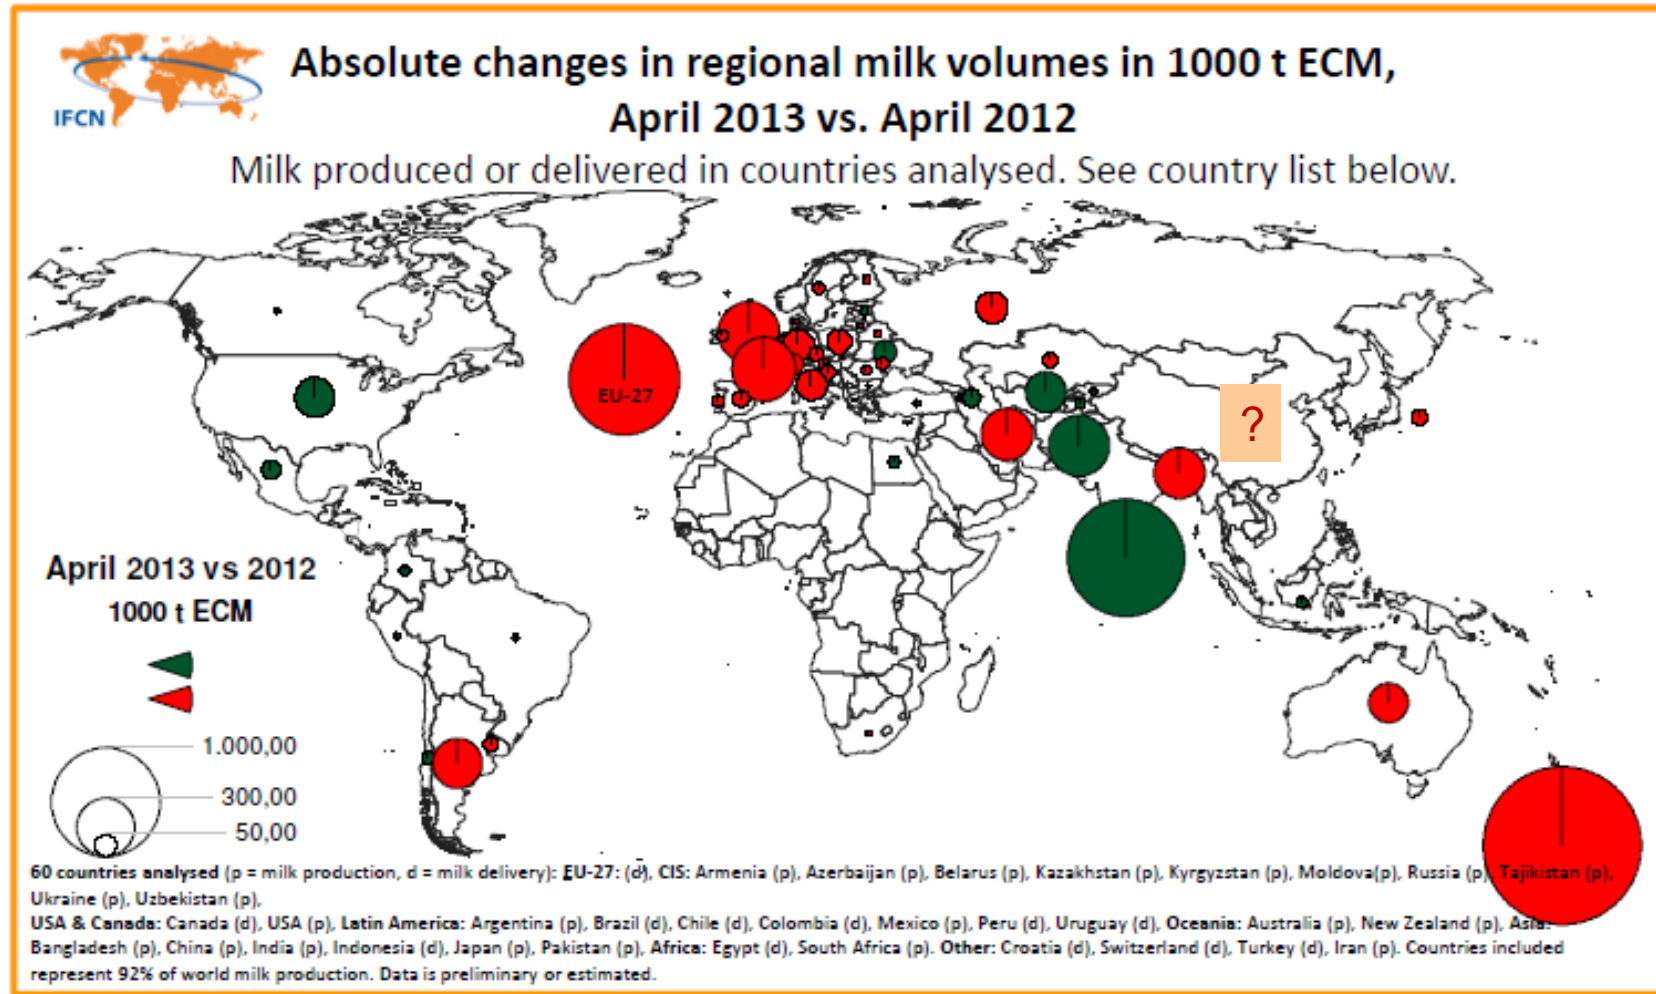 IFCN
Absolute changes in regional milk volumes in 1000 t ECM,
April 2013 vs. April 2012
Milk produced or delivered in countries analysed. See country list below.
EU-27
?
April 2013 vs 2012
1000 t ECM
1.000,00
300,00
50,00
60 countries analysed (p = milk production, d = milk delivery): EU-27: (d), CIS: Armenia (p), Azerbaijan (p), Belarus (p), Kazakhstan (p), Kyrgyzstan (p), Moldova(p), Russia (p), Tajikistan (p),
Ukraine (p), Uzbekistan (p),
USA & Canada: Canada (d), USA (p), Latin America: Argentina (p), Brazil (d), Chile (d), Colombia (d), Mexico (p), Peru (d), Uruguay (d), Oceania: Australia (p), New Zealand (p), Asia:
Bangladesh (p), China (p), India (p), Indonesia (d), Japan (p), Pakistan (p), Africa: Egypt (d), South Africa (p). Other: Croatia (d), Switzerland (d), Turkey (d), Iran (p). Countries included
represent 92% of world milk production. Data is preliminary or estimated.